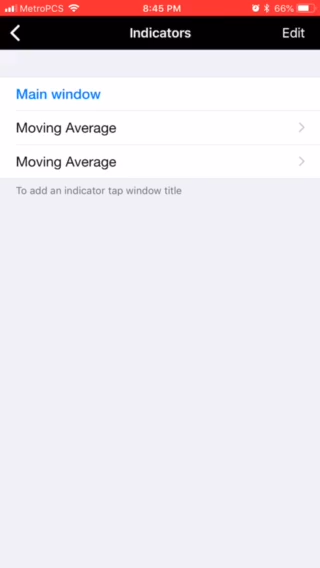 MetroPCS 8:45 PM 66%
Indicators Edit
Main window
Moving Average
Moving Average
To add an indicator tap window title